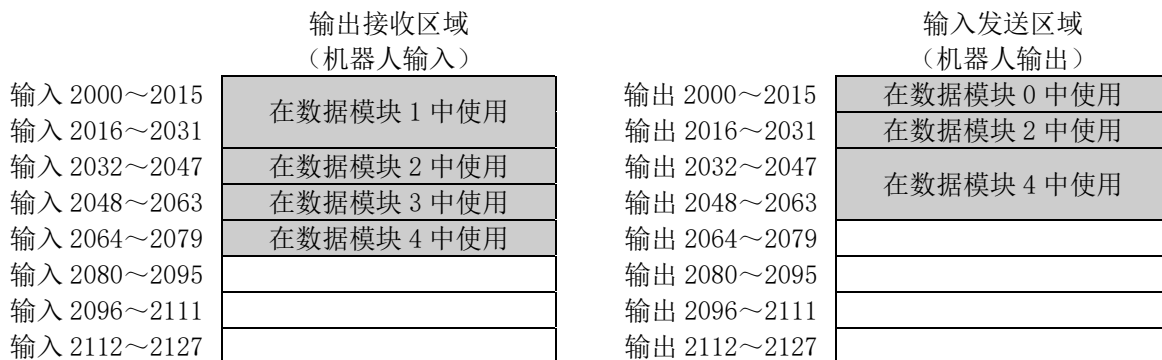 输出接收区域
（机器人输入）
输入 2000～2015
输入 2016～2031
在数据模块 1 中使用
输入 2032～2047 在数据模块 2 中使用
输入 2048～2063 在数据模块 3 中使用
输入 2064～2079 在数据模块 4 中使用
输入 2080～2095
输入 2096～2111
输入 2112～2127
输入发送区域
（机器人输出）
输出 2000～2015 在数据模块 0 中使用
输出 2016～2031 在数据模块 2 中使用
输出 2032～2047
输出 2048～2063
在数据模块 4 中使用
输出 2064～2079
输出 2080～2095
输出 2096～2111
输出 2112～2127